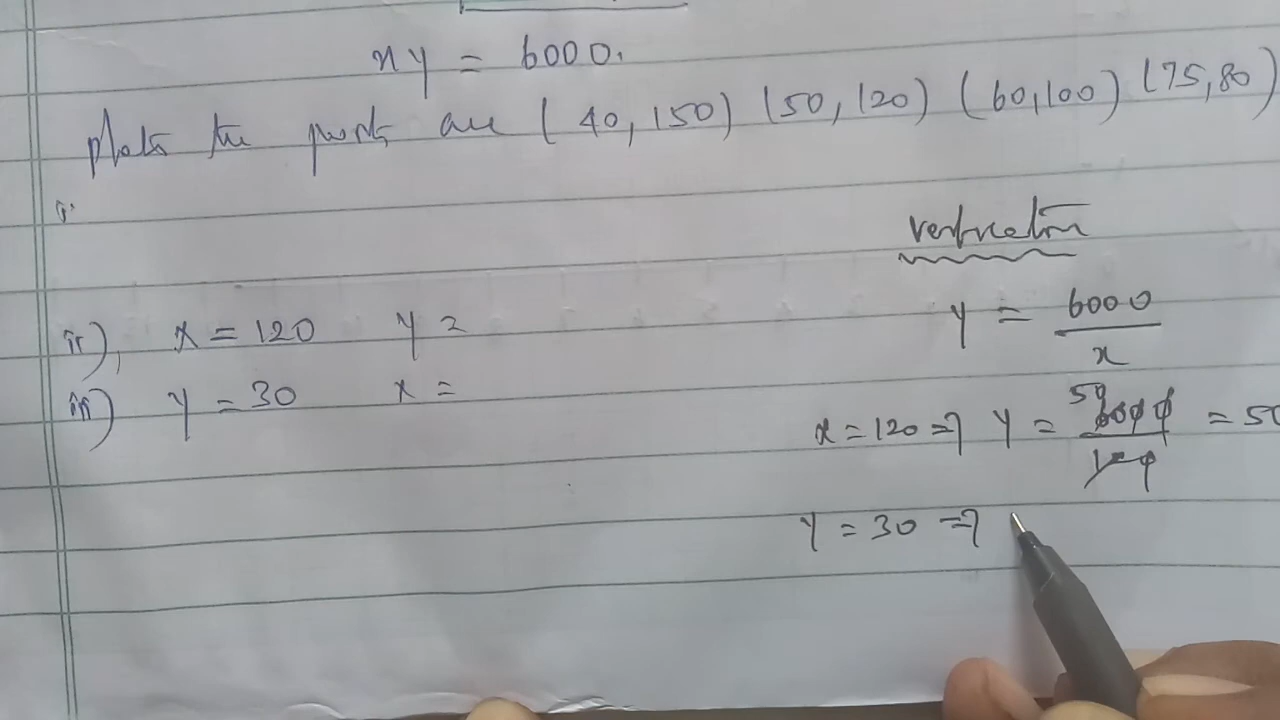 xy = 6000.
Plots the points are (40,150) (50,120) (60,100) (75,80)
i.
ii), x = 120 y =
iii) y = 30 x =
verification
y = 6000/x
x = 120 => y = 6000/120 50 = 50
y = 30 =>